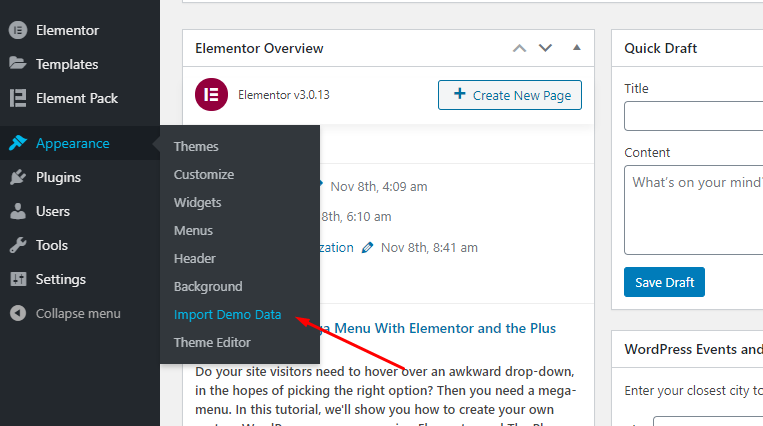 Elementor
Templates
Element Pack
Appearance
Plugins
Users
Tools
Settings
Collapse menu
Themes
Customize
Widgets
Menus
Header
Background
Import Demo Data
Theme Editor
Elementor Overview
Elementor v3.0.13
+ Create New Page
Nov 8th, 4:09 am
8th, 6:10 am
zation Nov 8th, 8:41 am
ga Menu With Elementor and the Plus
Do your site visitors need to hover over an awkward drop-down,
in the hopes of picking the right option? Then you need a mega-
menu. In this tutorial, we'll show you how to create your own
Quick Draft
Title
Content
What's on your mind?
Save Draft
WordPress Events and
Enter your closest city to